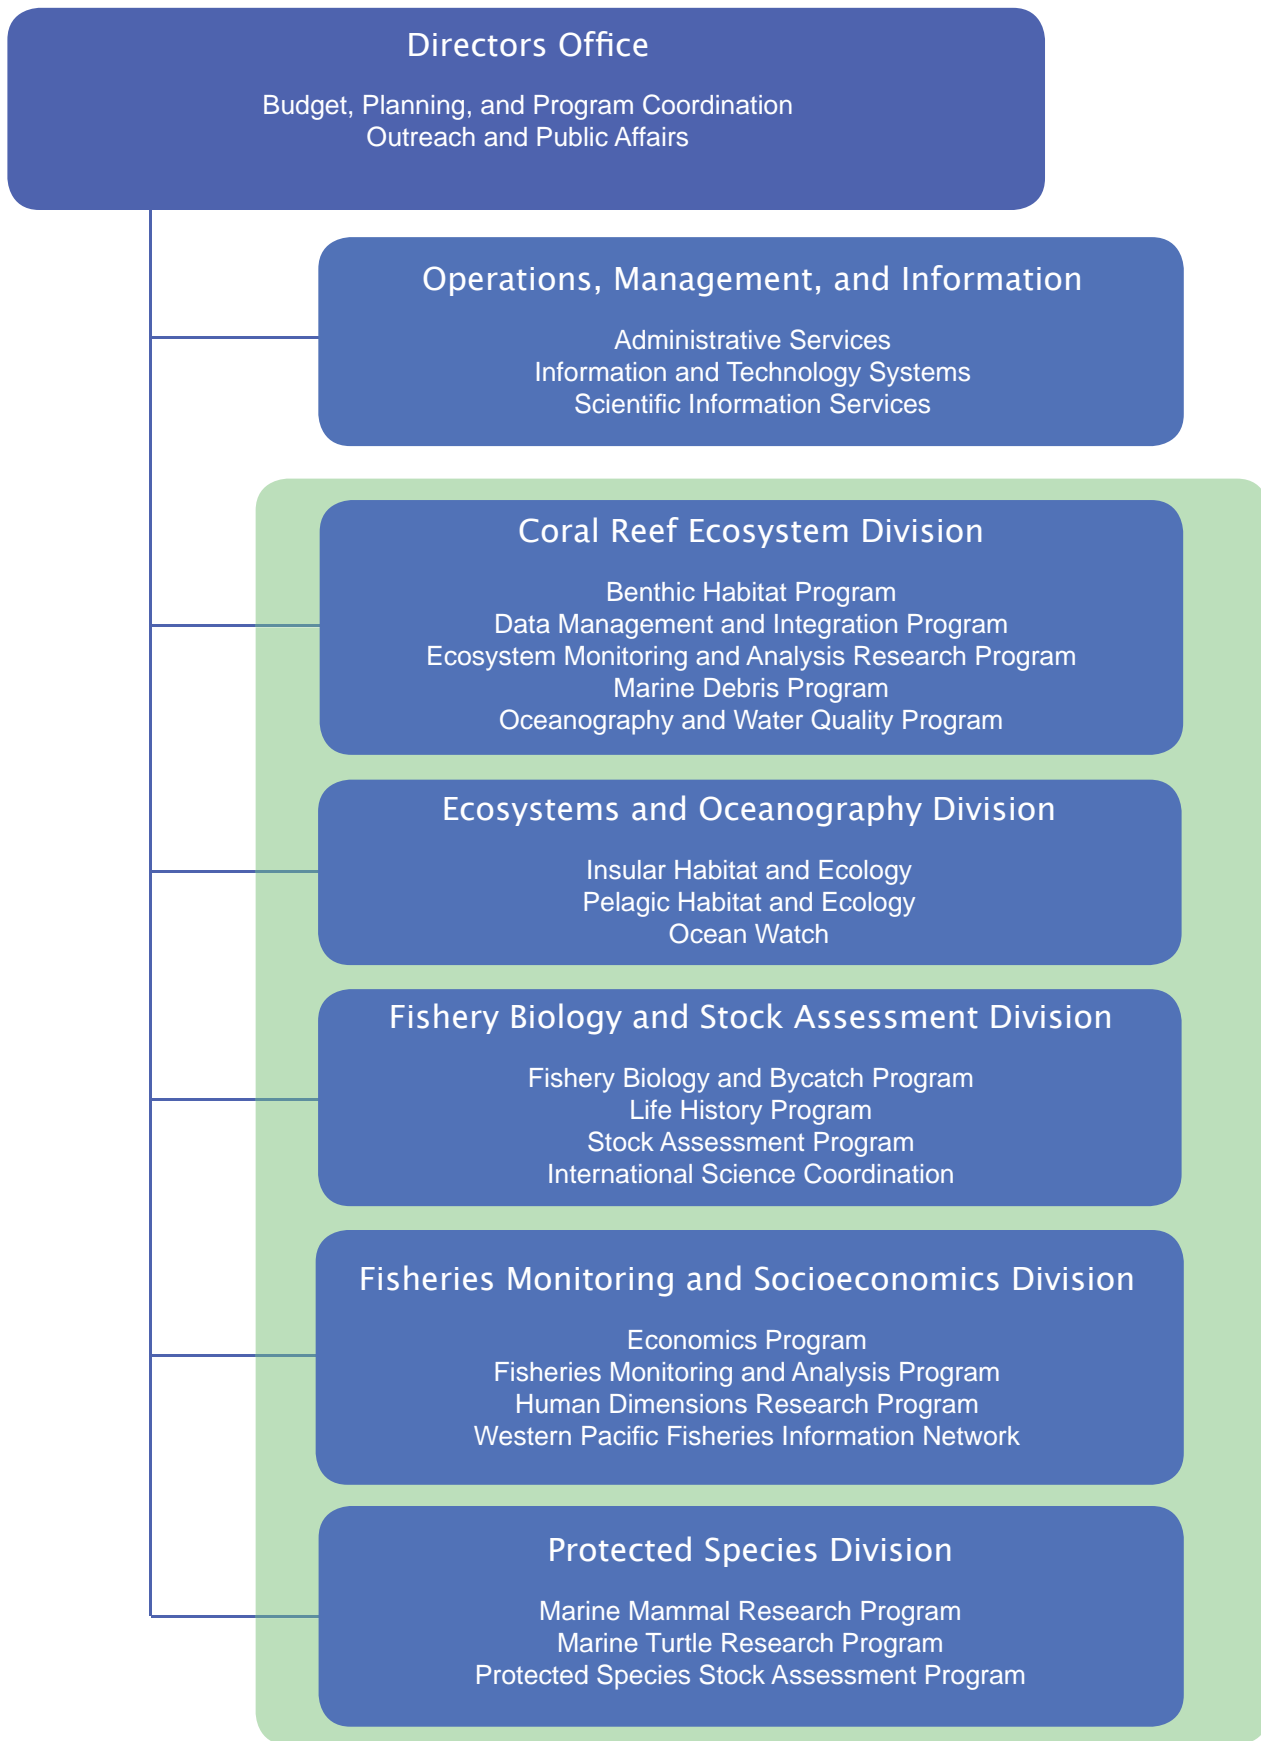 Directors Office
Budget, Planning, and Program Coordination
Outreach and Public Affairs
Operations, Management, and Information
Administrative Services
Information and Technology Systems
Scientific Information Services
Coral Reef Ecosystem Division
Benthic Habitat Program
Data Management and Integration Program
Ecosystem Monitoring and Analysis Research Program
Marine Debris Program
Oceanography and Water Quality Program
Ecosystems and Oceanography Division
Insular Habitat and Ecology
Pelagic Habitat and Ecology
Ocean Watch
Fishery Biology and Stock Assessment Division
Fishery Biology and Bycatch Program
Life History Program
Stock Assessment Program
International Science Coordination
Fisheries Monitoring and Socioeconomics Division
Economics Program
Fisheries Monitoring and Analysis Program
Human Dimensions Research Program
Western Pacific Fisheries Information Network
Protected Species Division
Marine Mammal Research Program
Marine Turtle Research Program
Protected Species Stock Assessment Program